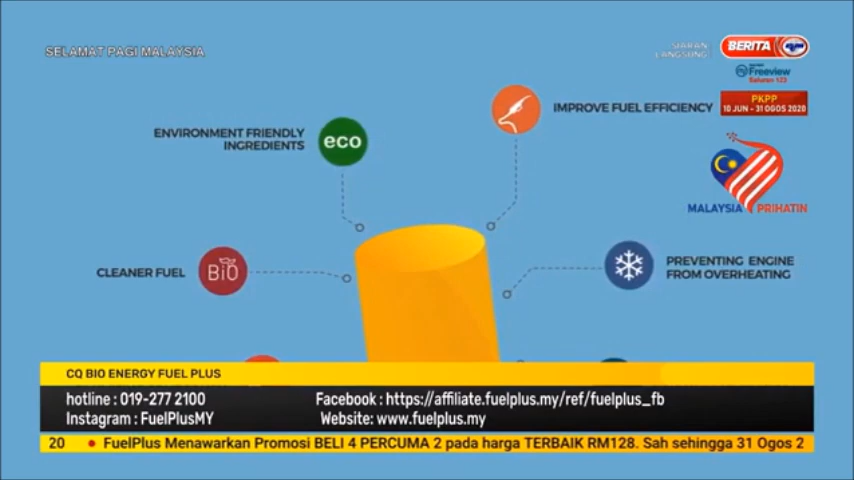 SELAMAT PAGI MALAYSIA
SIARAN
LANGSUNG
BERITA
Freeview
Saluran 123
PKPP
10 JUN - 31 OGOS 2020
MALAYSIA PRIHATIN
ENVIRONMENT FRIENDLY
INGREDIENTS
eco
IMPROVE FUEL EFFICIENCY
CLEANER FUEL
BiO
PREVENTING ENGINE
FROM OVERHEATING
CQ BIO ENERGY FUEL PLUS
hotline : 019-277 2100
Facebook : https://affiliate.fuelplus.my/ref/fuelplus_fb
Instagram : FuelPlusMY
Website: www.fuelplus.my
20 • FuelPlus Menawarkan Promosi BELI 4 PERCUMA 2 pada harga TERBAIK RM128. Sah sehingga 31 Ogos 2